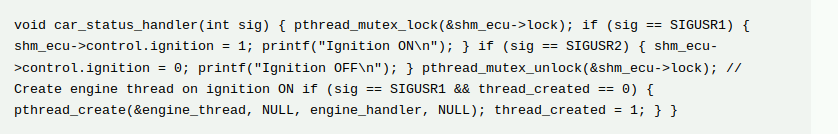 void car_status_handler(int sig) { pthread_mutex_lock(&shm_ecu->lock); if (sig == SIGUSR1) {
shm_ecu->control.ignition = 1; printf("Ignition ON\n"); } if (sig == SIGUSR2) { shm_ecu-
>control.ignition = 0; printf("Ignition OFF\n"); } pthread_mutex_unlock(&shm_ecu->lock); //
Create engine thread on ignition ON if (sig == SIGUSR1 && thread_created == 0) {
pthread_create(&engine_thread, NULL, engine_handler, NULL); thread_created = 1; } }